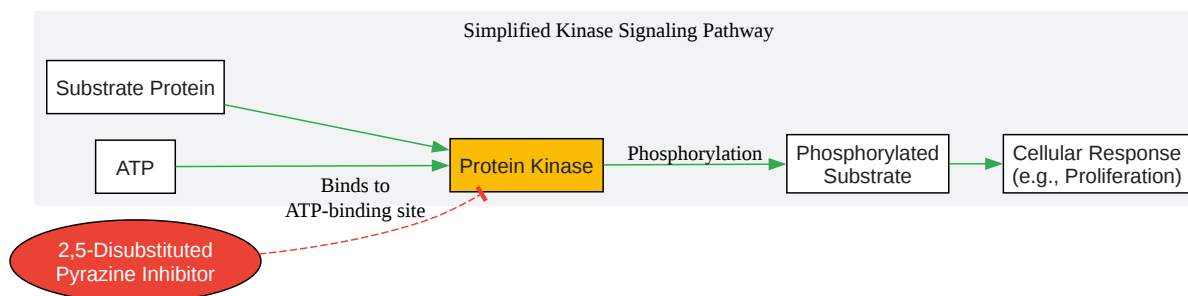 Simplified Kinase Signaling Pathway
Substrate Protein
ATP
Binds to
ATP-binding site
Protein Kinase
Phosphorylation
Phosphorylated
Substrate
Cellular Response
(e.g., Proliferation)
2,5-Disubstituted
Pyrazine Inhibitor